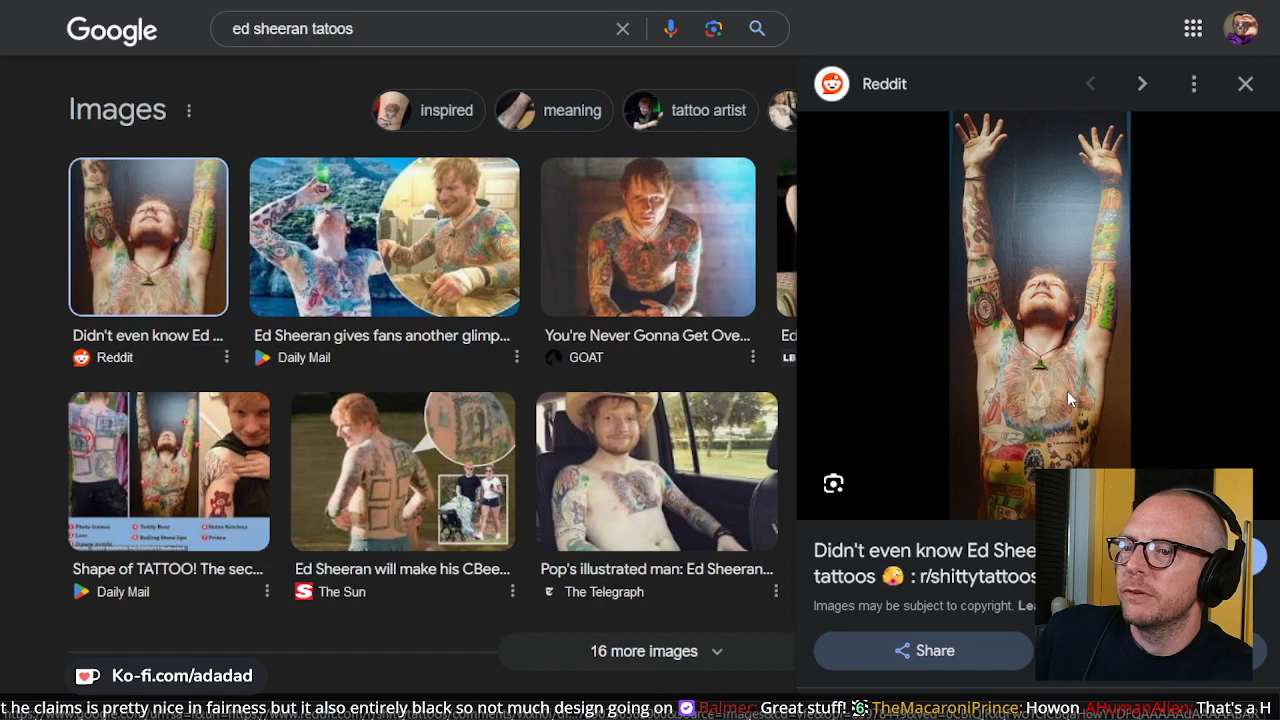 Google
ed sheeran tatoos
Images
inspired
meaning
tattoo artist
Reddit
Didn't even know Ed ...
Reddit
Ed Sheeran gives fans another glimp...
Daily Mail
You're Never Gonna Get Ove...
GOAT
Ed
LB
Shape of TATTOO! The sec...
Daily Mail
Ed Sheeran will make his CBee...
The Sun
Pop's illustrated man: Ed Sheeran...
The Telegraph
Didn't even know Ed Shee
tattoos 🫣 : r/shittytattoos
Images may be subject to copyright. Le
Share
16 more images
Ko-fi.com/adadad
t he claims is pretty nice in fairness but it also entirely black so not much design going on Balmer: Great stuff! 6: TheMacaroniPrince: Howon AHumanAlien: That's a H